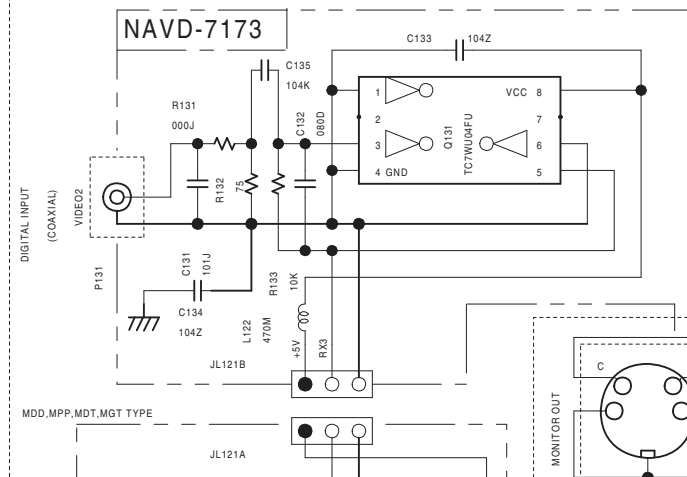 NAVD-7173
C133
104Z
C135
104K
R131
000J
C132
080D
1
2
3
4 GND
VCC 8
7
6
5
Q131
TC7WU04FU
R132
75
DIGITAL INPUT
(COAXIAL)
VIDEO2
P131
C131
101J
C134
104Z
R133
10K
L122
470M
+5V
RX3
JL121B
MDD,MPP,MDT,MGT TYPE
JL121A
MONITOR OUT
C